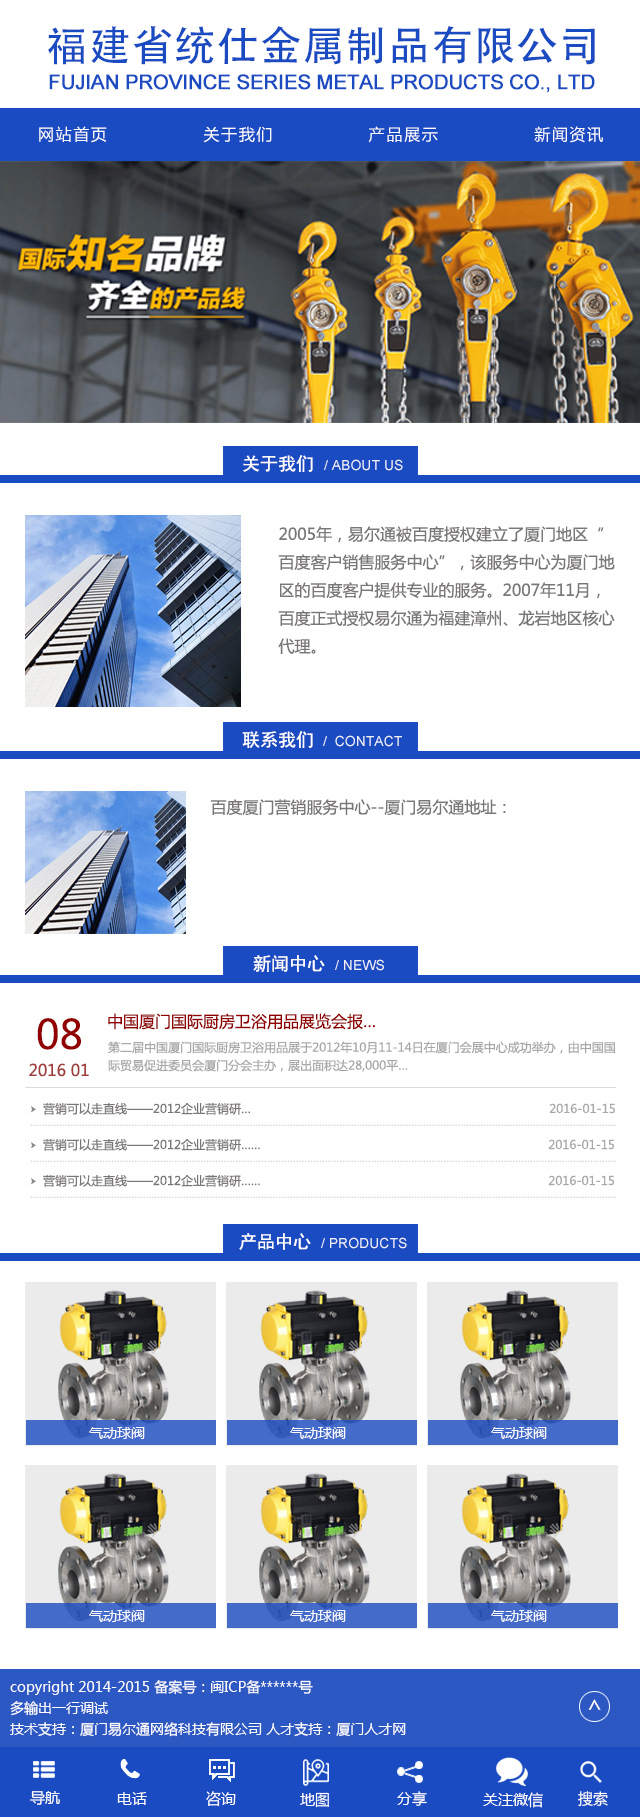 福建省统仕金属制品有限公司
FUJIAN PROVINCE SERIES METAL PRODUCTS CO., LTD
网站首页 关于我们 产品展示 新闻资讯
国际知名品牌
齐全的产品线
关于我们 / ABOUT US
2005年，易尔通被百度授权建立了厦门地区“
百度客户销售服务中心”，该服务中心为厦门地
区的百度客户提供专业的服务。2007年11月，
百度正式授权易尔通为福建漳州、龙岩地区核心
代理。
联系我们 / CONTACT
百度厦门营销服务中心--厦门易尔通地址：
新闻中心 / NEWS
08
2016 01
中国厦门国际厨房卫浴用品展览会报...
第二届中国厦门国际厨房卫浴用品展于2012年10月11-14日在厦门会展中心成功举办，由中国国
际贸易促进委员会厦门分会主办，展出面积达28,000平...
营销可以走直线——2012企业营销研... 2016-01-15
营销可以走直线——2012企业营销研...... 2016-01-15
营销可以走直线——2012企业营销研...... 2016-01-15
产品中心 / PRODUCTS
气动球阀 气动球阀 气动球阀
气动球阀 气动球阀 气动球阀
copyright 2014-2015 备案号：闽ICP备******号
多输出一行调试
技术支持：厦门易尔通网络科技有限公司 人才支持：厦门人才网
导航 电话 咨询 地图 分享 关注微信 搜索